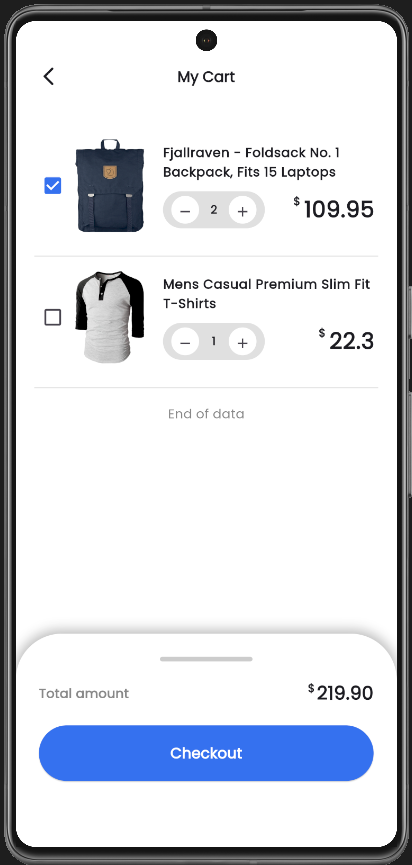 My Cart
Fjallraven - Foldsack No. 1
Backpack, Fits 15 Laptops
− 2 +
$109.95
Mens Casual Premium Slim Fit
T-Shirts
− 1 +
$22.3
End of data
Total amount
$219.90
Checkout